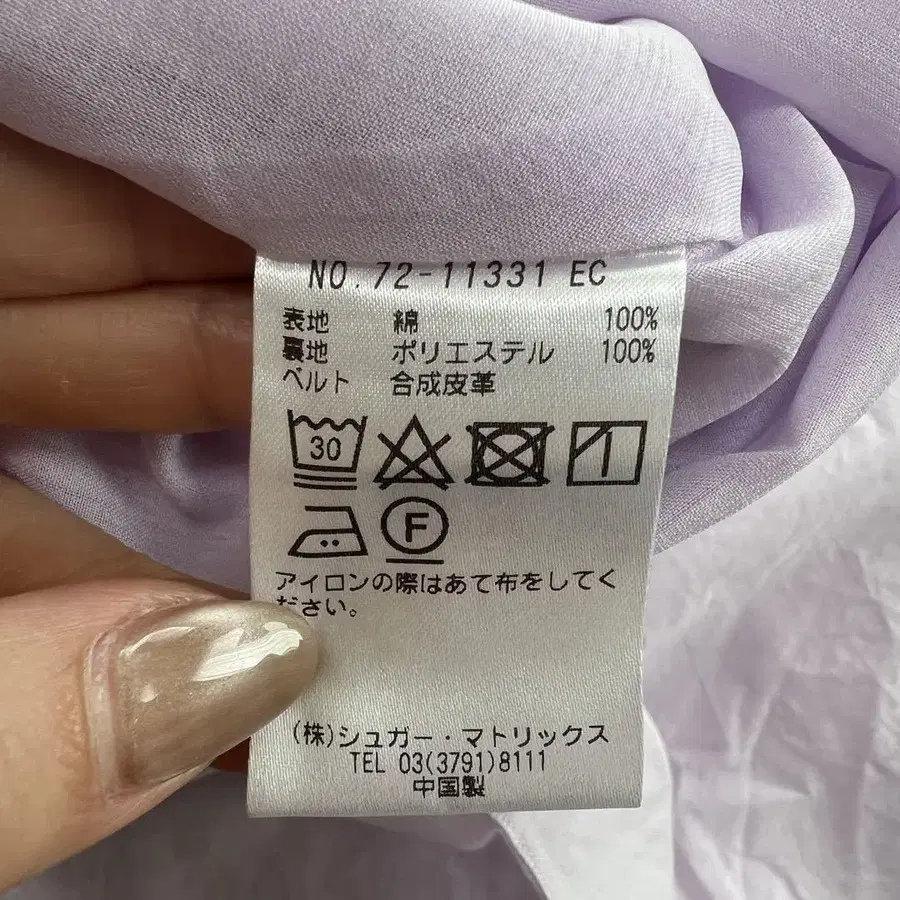 NO.72-11331 EC
表地 綿 100%
裏地 ポリエステル 100%
ベルト 合成皮革
30
F
アイロンの際はあて布をしてく
ださい。
(株)シュガー・マトリックス
TEL 03(3791)8111
中国製